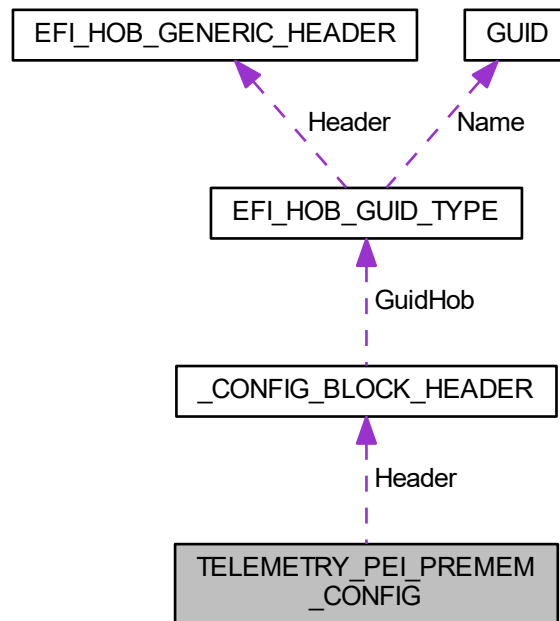 EFI_HOB_GENERIC_HEADER
GUID
Header
Name
EFI_HOB_GUID_TYPE
GuidHob
_CONFIG_BLOCK_HEADER
Header
TELEMETRY_PEI_PREMEM
_CONFIG